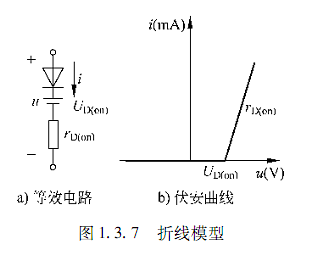 i(mA)
+
i
u
U_D(on)
r_D(on)
r_D(on)
−
U_D(on)
u(V)
a) 等效电路
b) 伏安曲线
图 1.3.7 折线模型